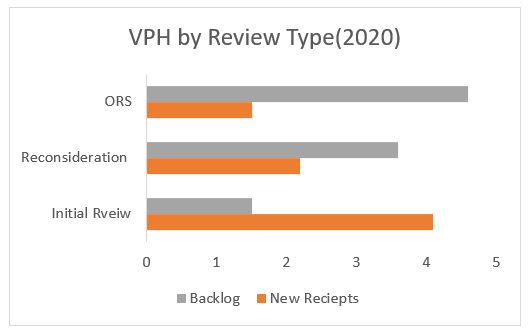 VPH by Review Type(2020)
ORS
Reconsideration
Initial Rveiw
0 1 2 3 4 5
Backlog New Reciepts